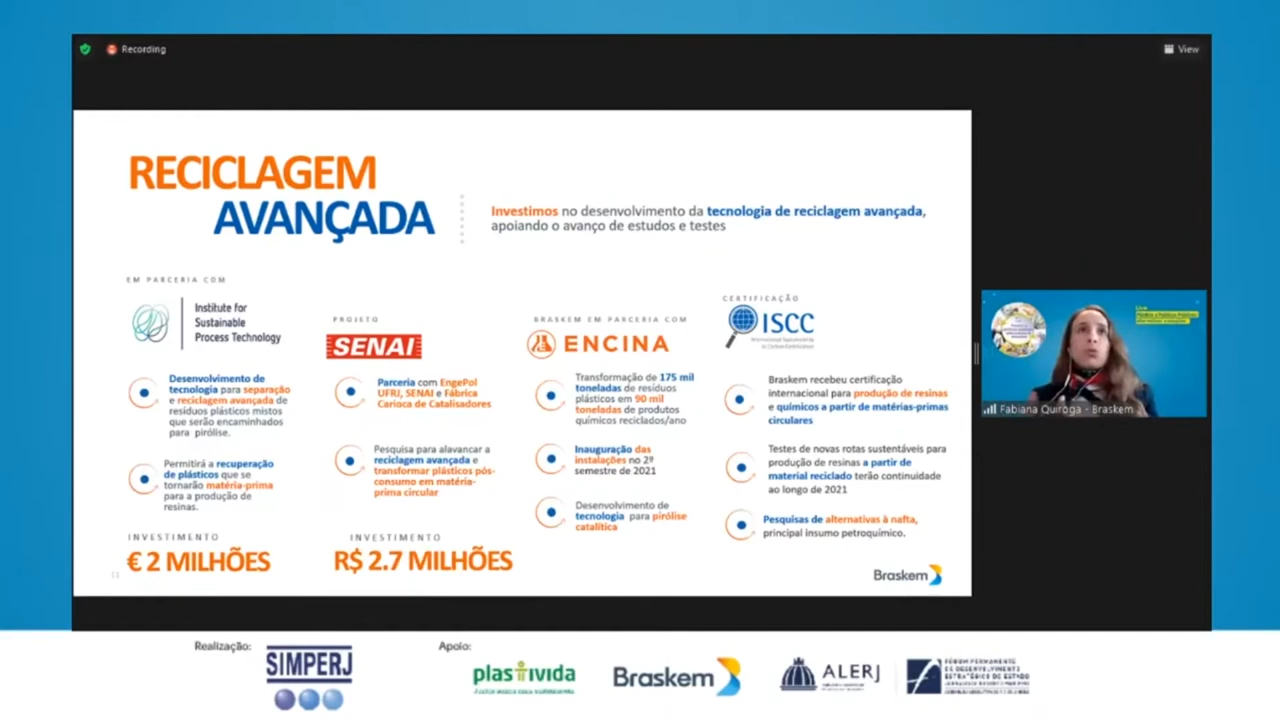 Recording
View
RECICLAGEM
AVANÇADA
Investimos no desenvolvimento da tecnologia de reciclagem avançada,
apoiando o avanço de estudos e testes
EM PARCERIA COM
Institute for
Sustainable
Process Technology
Desenvolvimento de
tecnologia para separação
e reciclagem avançada de
resíduos plásticos mistos
que serão encaminhados
para pirólise.
Permitirá a recuperação
de plásticos que se
tornarão matéria-prima
para a produção de
resinas.
INVESTIMENTO
€ 2 MILHÕES
PROJETO
SENAI
Parceria com EngePol
UFRJ, SENAI e Fábrica
Carioca de Catalisadores
Pesquisa para alavancar a
reciclagem avançada e
transformar plásticos pós-
consumo em matéria-
prima circular
INVESTIMENTO
R$ 2.7 MILHÕES
BRASKEM EM PARCERIA COM
ENCINA
Transformação de 175 mil
toneladas de resíduos
plásticos em 90 mil
toneladas de produtos
químicos reciclados/ano
Inauguração das
instalações no 2º
semestre de 2021
Desenvolvimento de
tecnologia para pirólise
catalítica
CERTIFICAÇÃO
ISCC
Braskem recebeu certificação
internacional para produção de resinas
e químicos a partir de matérias-primas
circulares
Testes de novas rotas sustentáveis para
produção de resinas a partir de
material reciclado terão continuidade
ao longo de 2021
Pesquisas de alternativas à nafta,
principal insumo petroquímico.
11
Braskem
Live
Fabiana Quiroga - Braskem
Realização:
SIMPERJ
Apoio:
plastivida
Braskem
ALERJ
FÓRUM PERMANENTE
DE DESENVOLVIMENTO
ESTRATÉGICO DO ESTADO